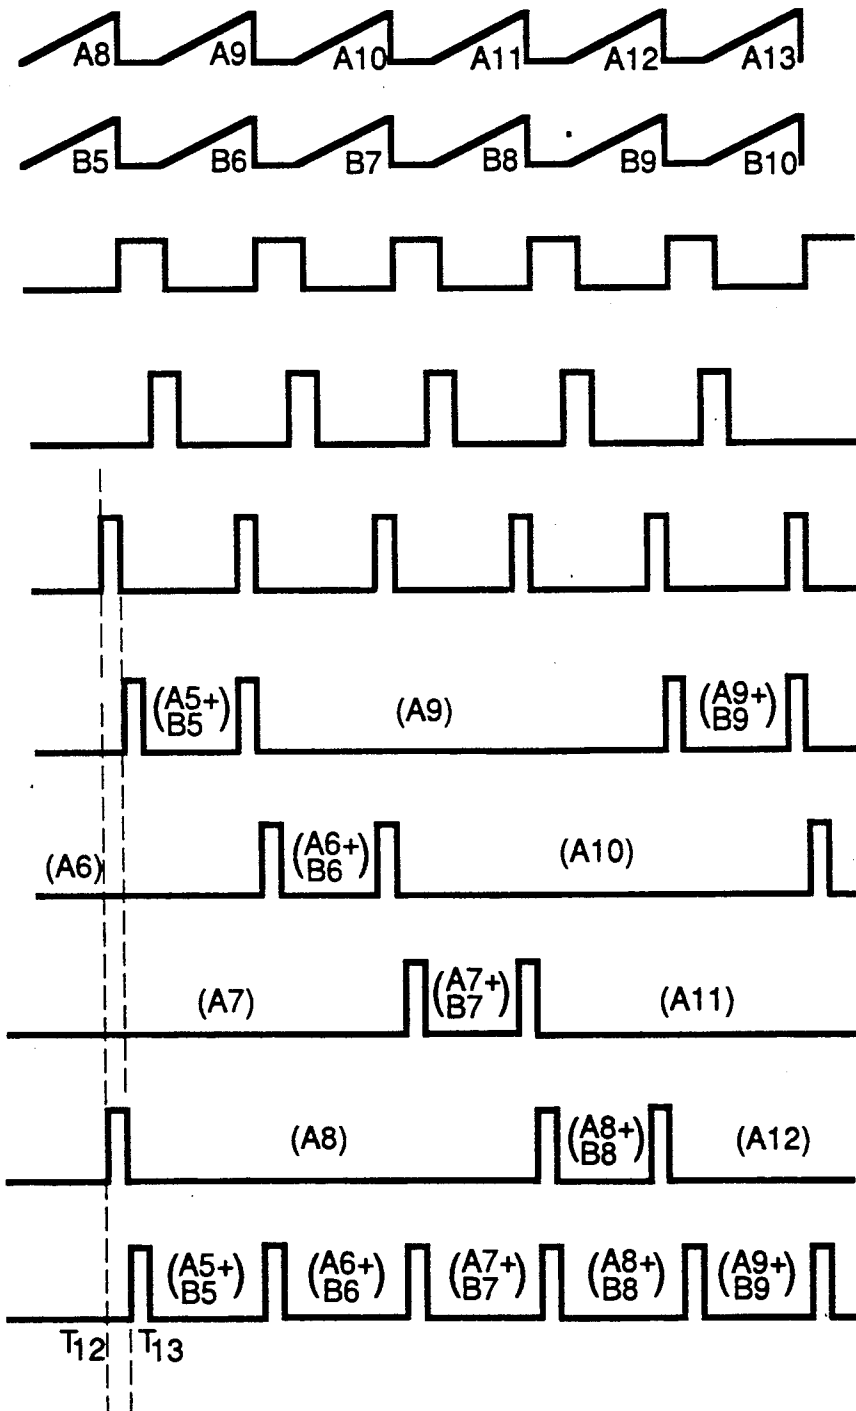 A8 A9 A10 A11 A12 A13
B5 B6 B7 B8 B9 B10
(A5+ B5) (A9) (A9+ B9)
(A6) (A6+ B6) (A10)
(A7) (A7+ B7) (A11)
(A8) (A8+ B8) (A12)
(A5+ B5) (A6+ B6) (A7+ B7) (A8+ B8) (A9+ B9)
T12 T13